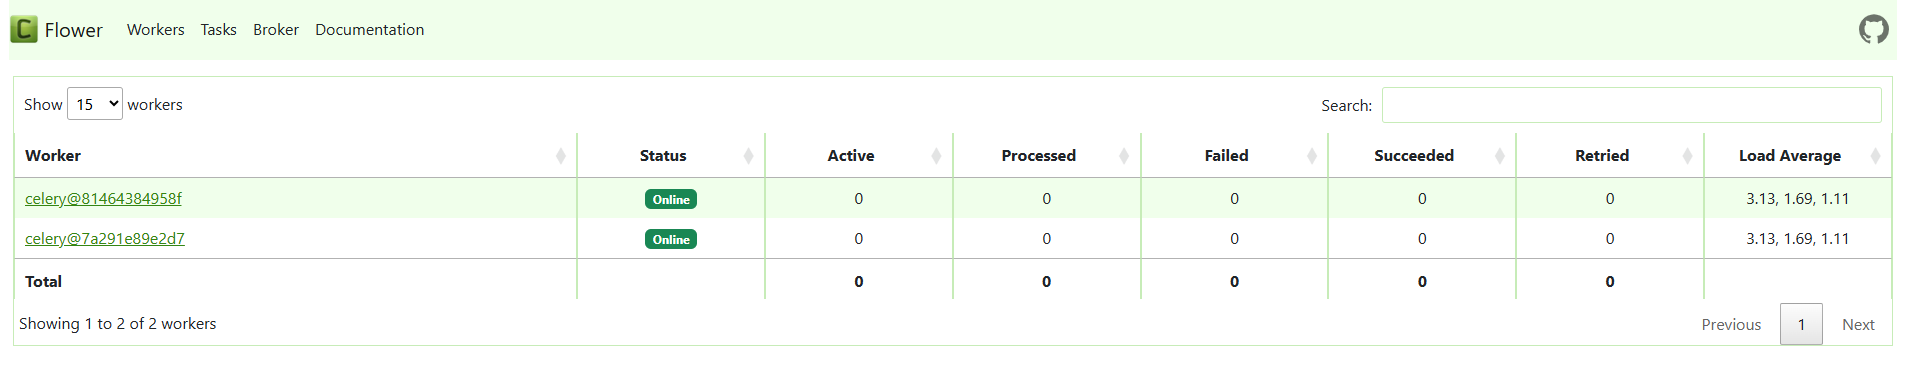 Flower Workers Tasks Broker Documentation
Show 15 workers Search:
Worker Status Active Processed Failed Succeeded Retried Load Average
celery@81464384958f Online 0 0 0 0 0 3.13, 1.69, 1.11
celery@7a291e89e2d7 Online 0 0 0 0 0 3.13, 1.69, 1.11
Total 0 0 0 0 0
Showing 1 to 2 of 2 workers Previous 1 Next